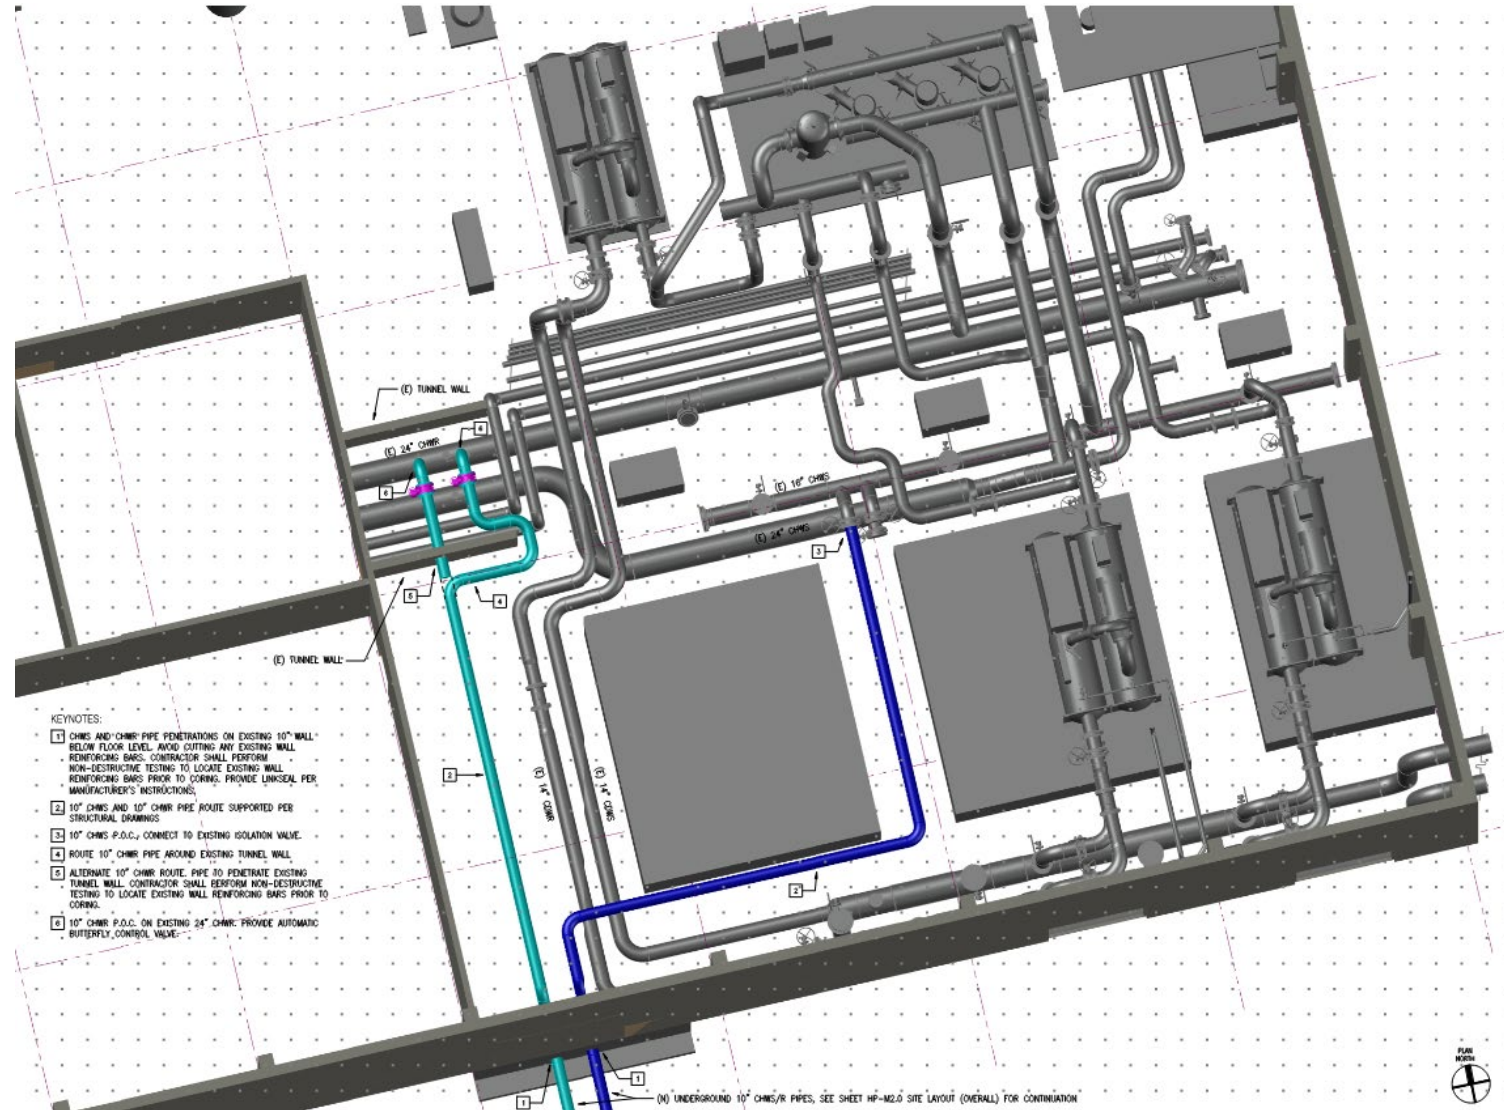 (E) TUNNEL WALL
(E) 24" CHWR
4
6
(E) 16" CHWS
(E) 24" CHWS
3
5
4
(E) TUNNEL WALL
KEYNOTES:
1 CHWS AND CHWR PIPE PENETRATIONS ON EXISTING 10" WALL
BELOW FLOOR LEVEL. AVOID CUTTING ANY EXISTING WALL
REINFORCING BARS. CONTRACTOR SHALL PERFORM
NON-DESTRUCTIVE TESTING TO LOCATE EXISTING WALL
REINFORCING BARS PRIOR TO CORING. PROVIDE LINKSEAL PER
MANUFACTURER'S INSTRUCTIONS.
2 10" CHWS AND 10" CHWR PIPE ROUTE SUPPORTED PER
STRUCTURAL DRAWINGS
3 10" CHWS P.O.C., CONNECT TO EXISTING ISOLATION VALVE.
4 ROUTE 10" CHWR PIPE AROUND EXISTING TUNNEL WALL
5 ALTERNATE 10" CHWR ROUTE. PIPE TO PENETRATE EXISTING
TUNNEL WALL. CONTRACTOR SHALL PERFORM NON-DESTRUCTIVE
TESTING TO LOCATE EXISTING WALL REINFORCING BARS PRIOR TO
CORING.
6 10" CHWR P.O.C. ON EXISTING 24" CHWR. PROVIDE AUTOMATIC
BUTTERFLY CONTROL VALVE.
2
(E) 14" CDWR
(E) 14" CDWS
2
1
1
(N) UNDERGROUND 10" CHWS/R PIPES, SEE SHEET HP-M2.0 SITE LAYOUT (OVERALL) FOR CONTINUATION
PLAN
NORTH